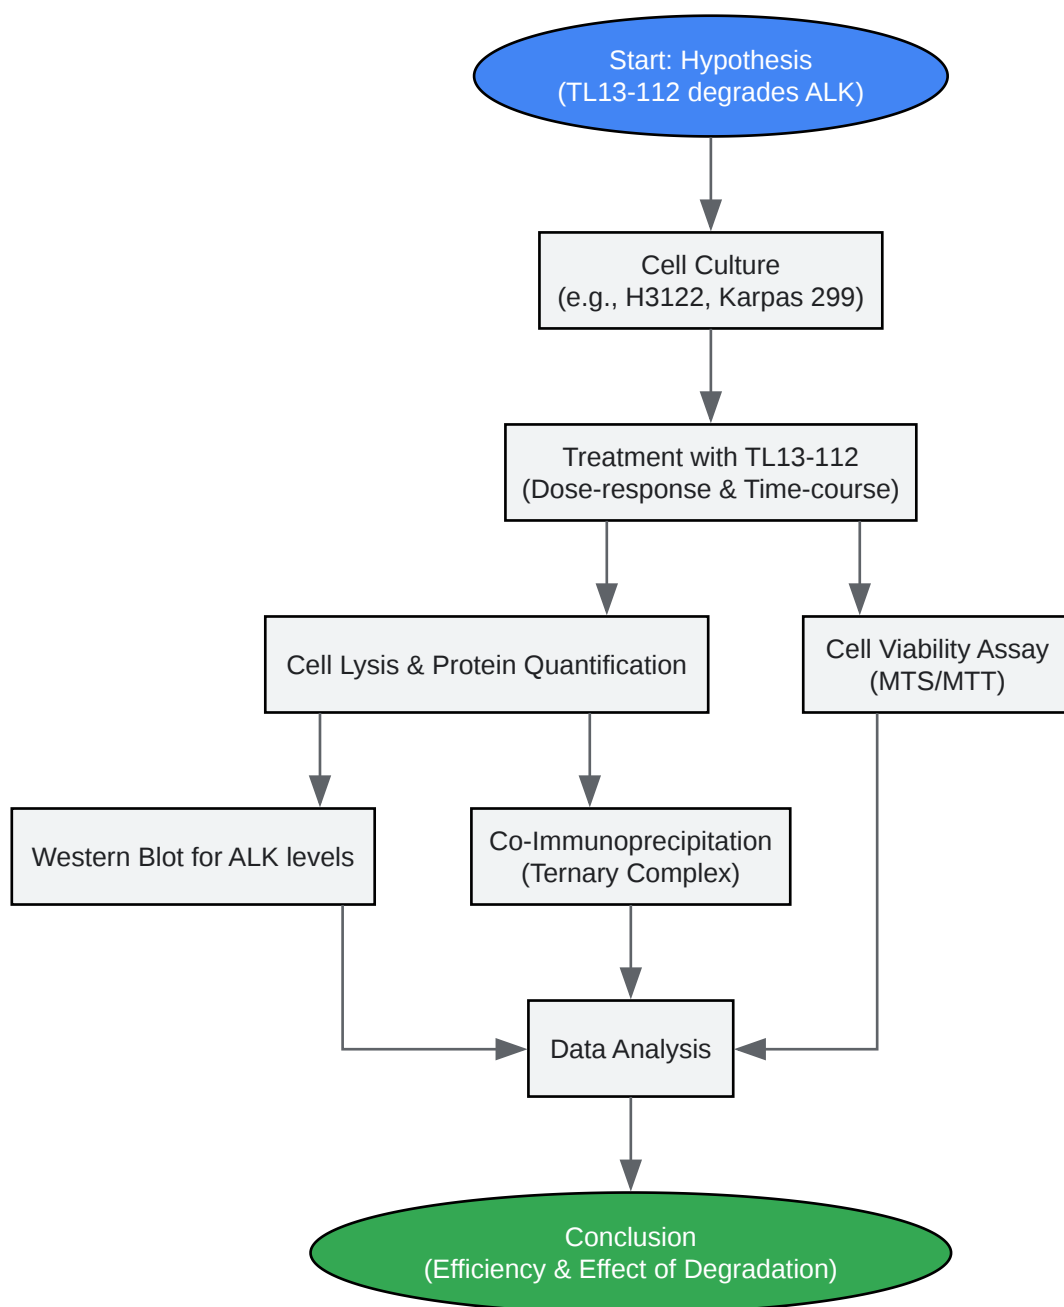 Start: Hypothesis
(TL13-112 degrades ALK)
Cell Culture
(e.g., H3122, Karpas 299)
Treatment with TL13-112
(Dose-response & Time-course)
Cell Lysis & Protein Quantification
Cell Viability Assay
(MTS/MTT)
Western Blot for ALK levels
Co-Immunoprecipitation
(Ternary Complex)
Data Analysis
Conclusion
(Efficiency & Effect of Degradation)